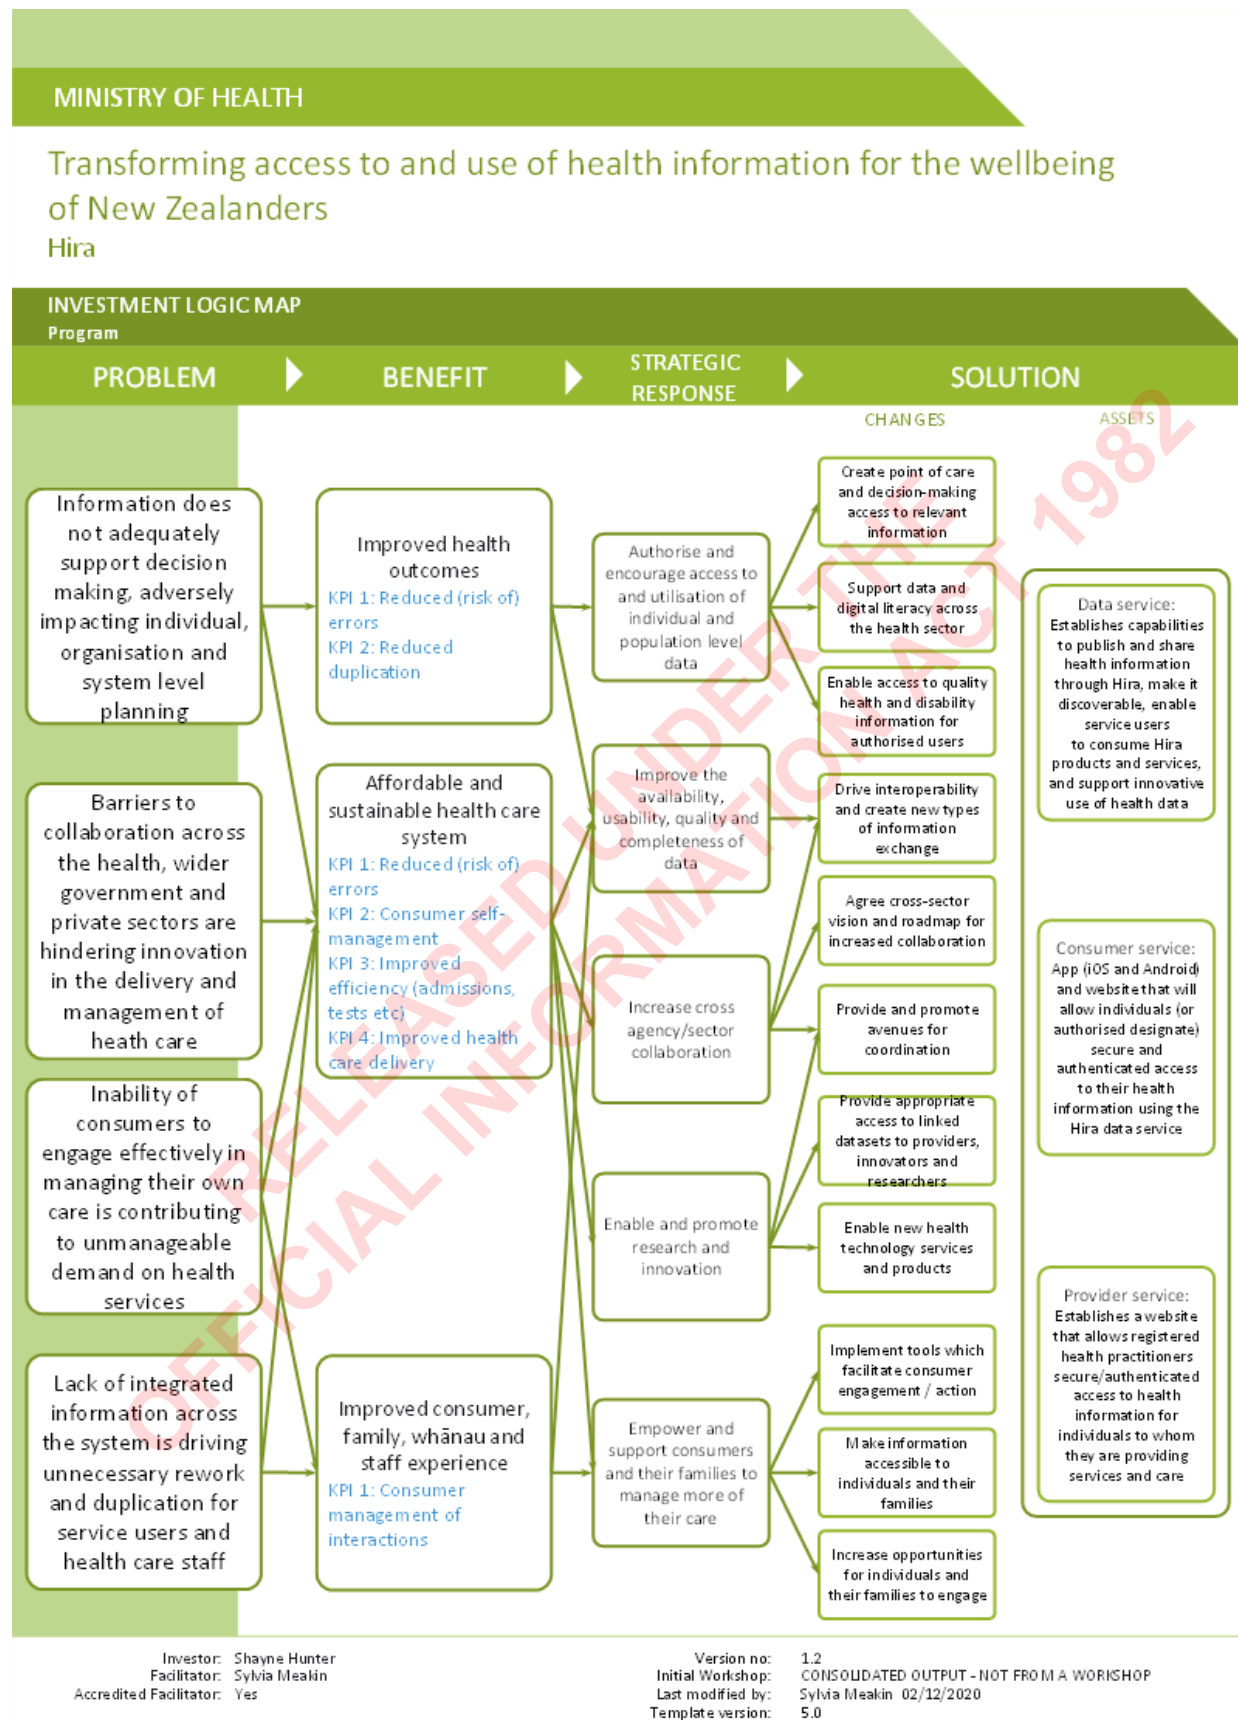 MINISTRY OF HEALTH
Transforming access to and use of health information for the wellbeing
of New Zealanders
Hira
INVESTMENT LOGIC MAP
Program
PROBLEM
BENEFIT
STRATEGIC
RESPONSE
SOLUTION
CHANGES
ASSETS
Information does
not adequately
support decision
making, adversely
impacting individual,
organisation and
system level
planning
Barriers to
collaboration across
the health, wider
government and
private sectors are
hindering innovation
in the delivery and
management of
heath care
Inability of
consumers to
engage effectively in
managing their own
care is contributing
to unmanageable
demand on health
services
Lack of integrated
information across
the system is driving
unnecessary rework
and duplication for
service users and
health care staff
Improved health
outcomes
KPI 1: Reduced (risk of)
errors
KPI 2: Reduced
duplication
Affordable and
sustainable health care
system
KPI 1: Reduced (risk of)
errors
KPI 2: Consumer self-
management
KPI 3: Improved
efficiency (admissions,
tests etc)
KPI 4: Improved health
care delivery
Improved consumer,
family, whānau and
staff experience
KPI 1: Consumer
management of
interactions
Authorise and
encourage access to
and utilisation of
individual and
population level
data
Improve the
availability,
usability, quality and
completeness of
data
Increase cross
agency/sector
collaboration
Enable and promote
research and
innovation
Empower and
support consumers
and their families to
manage more of
their care
Create point of care
and decision-making
access to relevant
information
Support data and
digital literacy across
the health sector
Enable access to quality
health and disability
information for
authorised users
Drive interoperability
and create new types
of information
exchange
Agree cross-sector
vision and roadmap for
increased collaboration
Provide and promote
avenues for
coordination
Provide appropriate
access to linked
datasets to providers,
innovators and
researchers
Enable new health
technology services
and products
Implement tools which
facilitate consumer
engagement / action
Make information
accessible to
individuals and their
families
Increase opportunities
for individuals and
their families to engage
Data service:
Establishes capabilities
to publish and share
health information
through Hira, make it
discoverable, enable
service users
to consume Hira
products and services,
and support innovative
use of health data
Consumer service:
App (iOS and Android)
and website that will
allow individuals (or
authorised designate)
secure and
authenticated access
to their health
information using the
Hira data service
Provider service:
Establishes a website
that allows registered
health practitioners
secure/authenticated
access to health
information for
individuals to whom
they are providing
services and care
RELEASED UNDER THE
OFFICIAL INFORMATION ACT 1982
Investor: Shayne Hunter
Facilitator: Sylvia Meakin
Accredited Facilitator: Yes
Version no: 1.2
Initial Workshop: CONSOLIDATED OUTPUT - NOT FROM A WORKSHOP
Last modified by: Sylvia Meakin 02/12/2020
Template version: 5.0